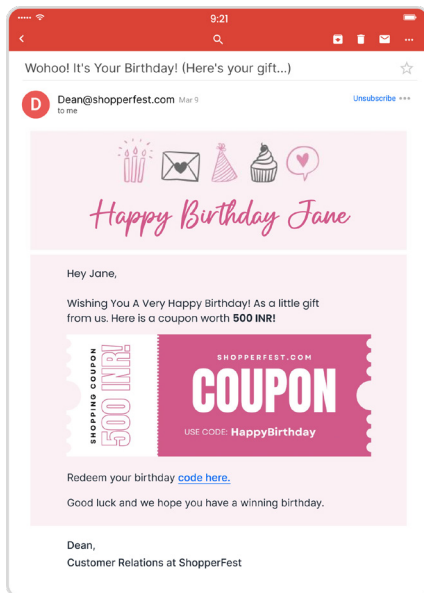 9:21
Wohoo! It's Your Birthday! (Here's your gift...)
D
Dean@shopperfest.com Mar 9
Unsubscribe
to me
Happy Birthday Jane
Hey Jane,
Wishing You A Very Happy Birthday! As a little gift
from us. Here is a coupon worth 500 INR!
SHOPPING COUPON
500 INR!
SHOPPERFEST.COM
COUPON
USE CODE: HappyBirthday
Redeem your birthday code here.
Good luck and we hope you have a winning birthday.
Dean,
Customer Relations at ShopperFest